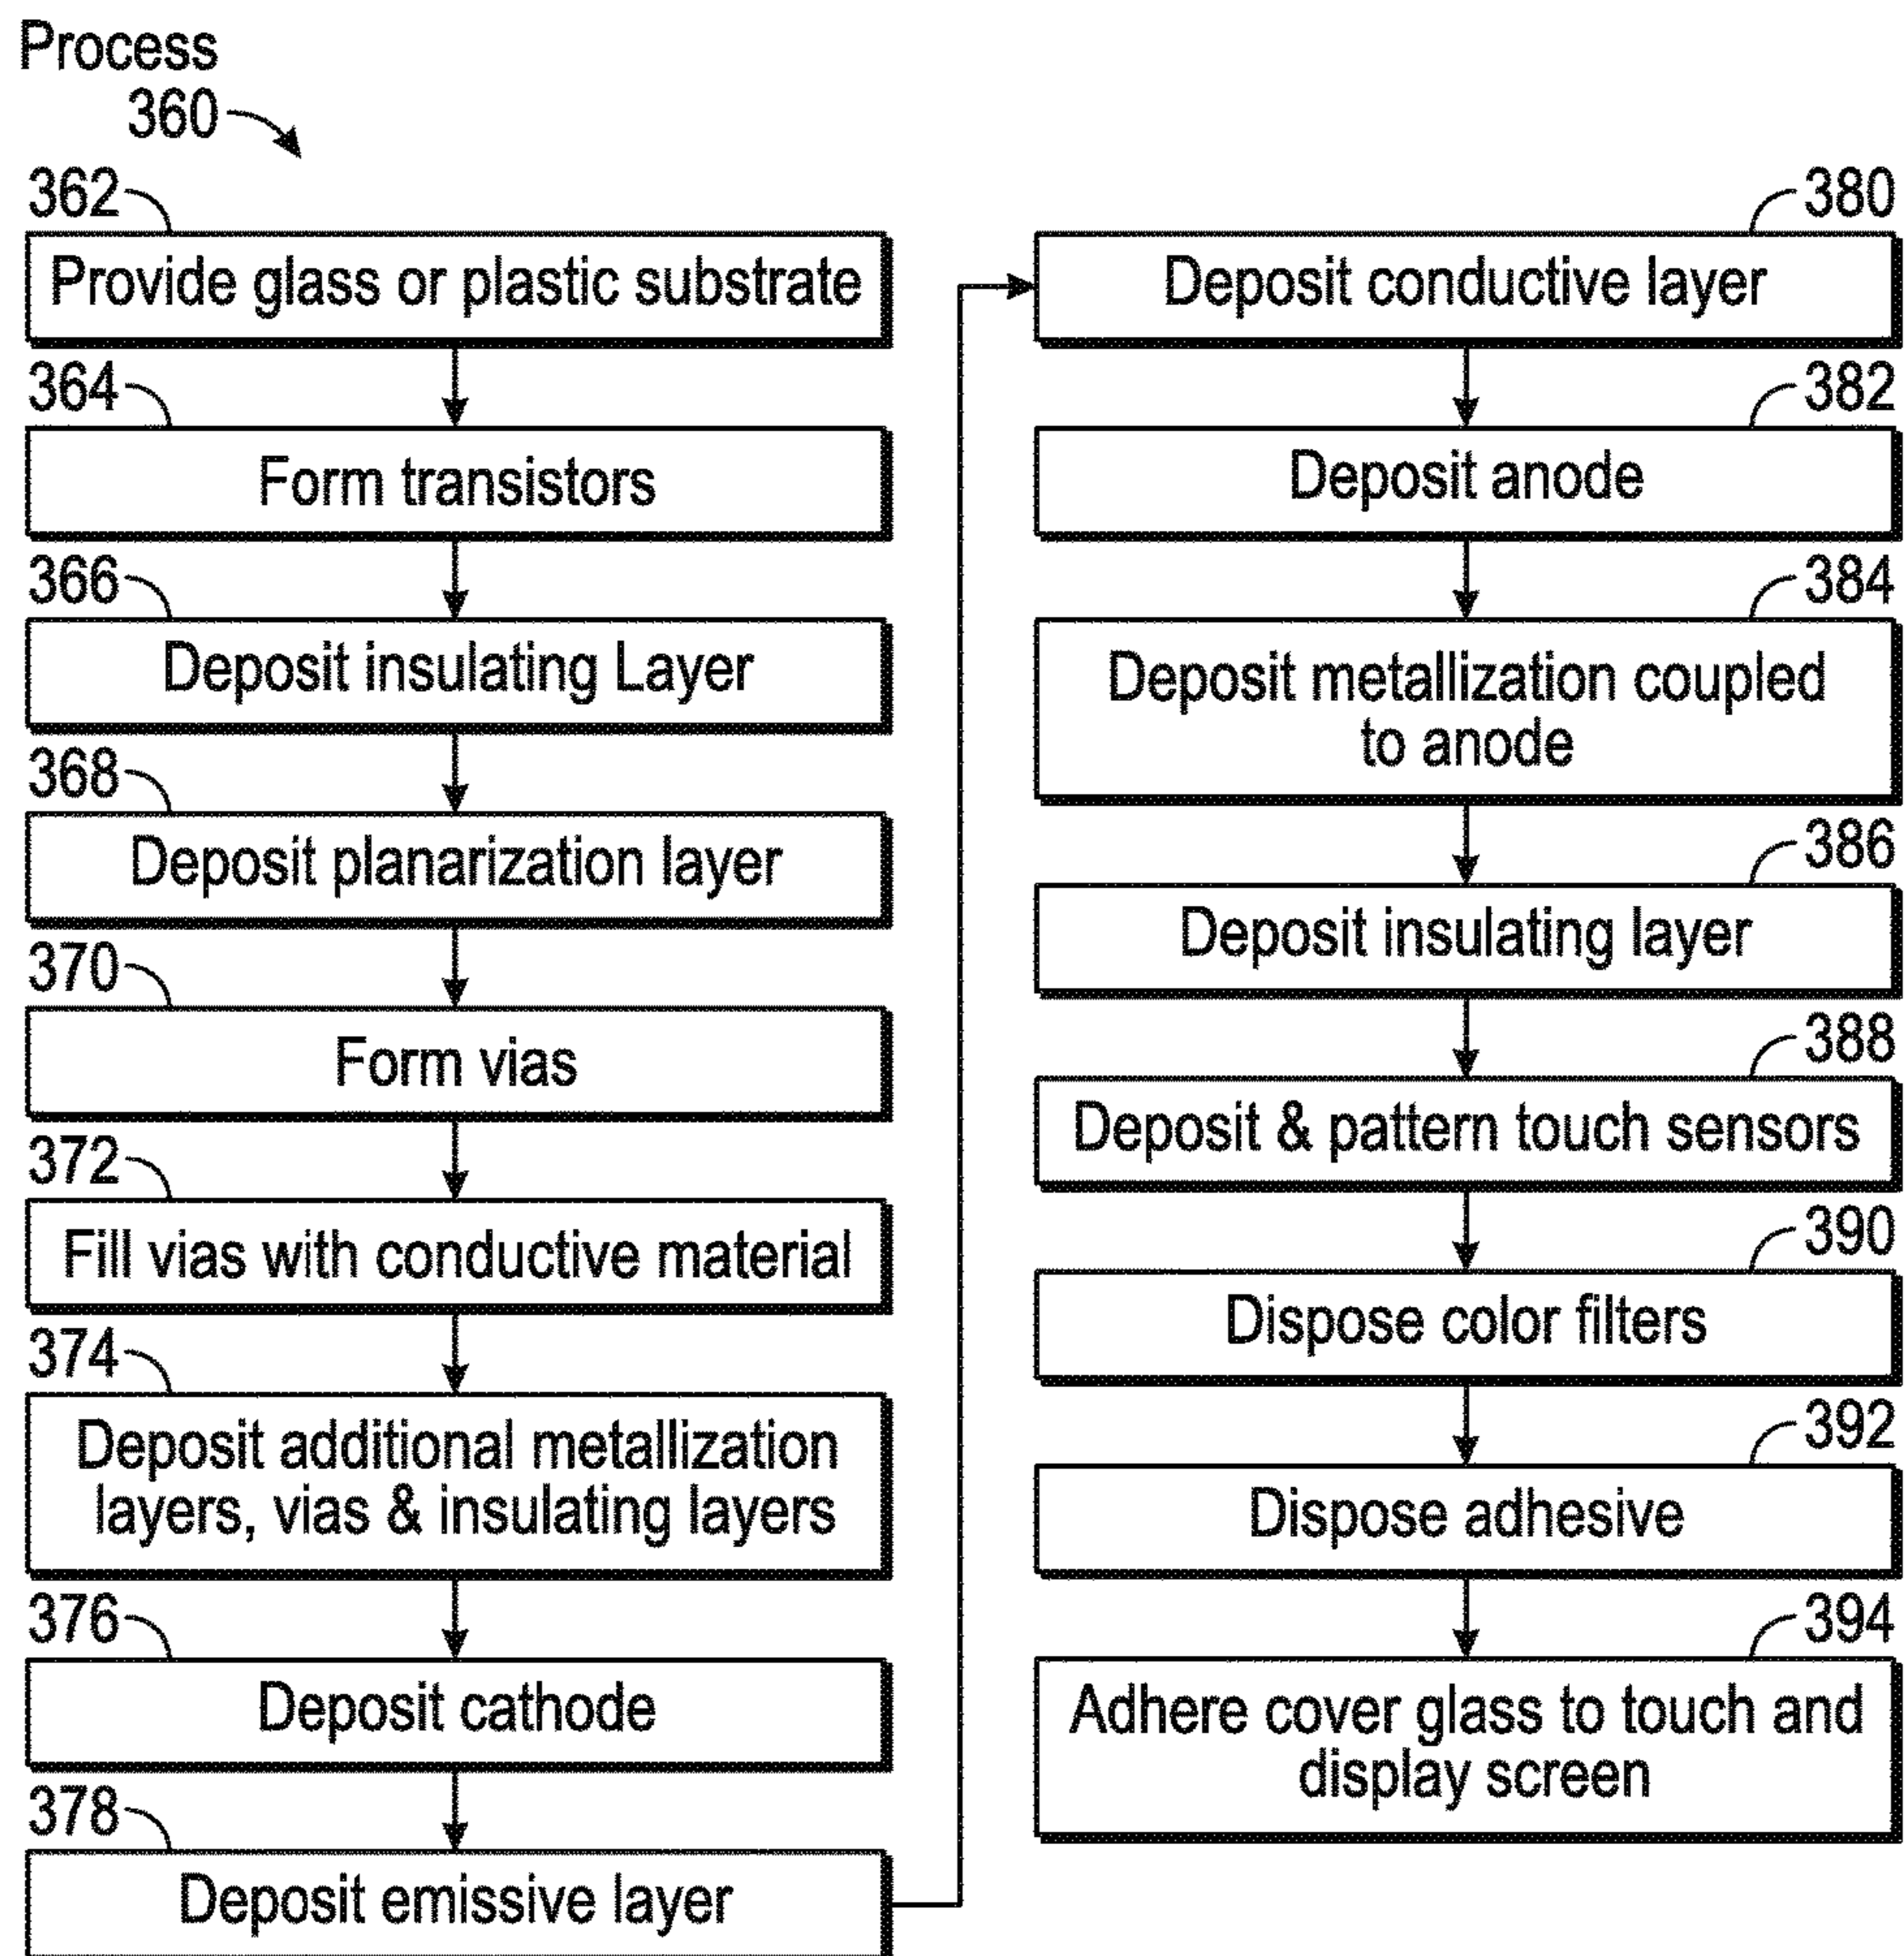 Process
360
362
Provide glass or plastic substrate
364
Form transistors
366
Deposit insulating Layer
368
Deposit planarization layer
370
Form vias
372
Fill vias with conductive material
374
Deposit additional metallization
layers, vias & insulating layers
376
Deposit cathode
378
Deposit emissive layer
380
Deposit conductive layer
382
Deposit anode
384
Deposit metallization coupled
to anode
386
Deposit insulating layer
388
Deposit & pattern touch sensors
390
Dispose color filters
392
Dispose adhesive
394
Adhere cover glass to touch and
display screen